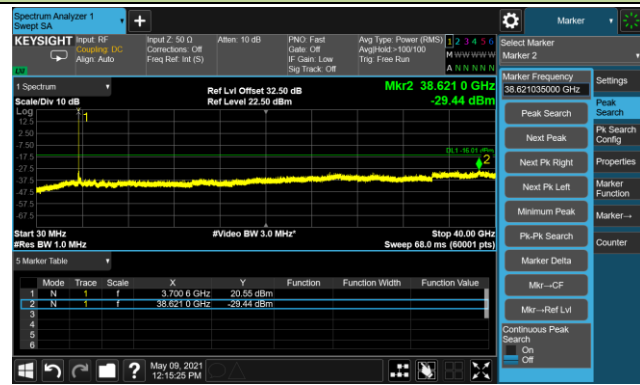 Spectrum Analyzer 1
Swept SA
Marker
KEYSIGHT
Input: RF
Coupling: DC
Align: Auto
Input Z: 50 Ω
Corrections: Off
Freq Ref: Int (S)
Atten: 10 dB
PNO: Fast
Gate: Off
IF Gain: Low
Sig Track: Off
Avg Type: Power (RMS)
Avg|Hold:>100/100
Trig: Free Run
1 2 3 4 5 6
M W W W W W
A N N N N N
LW
Select Marker
Marker 2
1 Spectrum
Scale/Div 10 dB
Ref Lvl Offset 32.50 dB
Ref Level 22.50 dBm
Mkr2 38.621 0 GHz
-29.44 dBm
Log
12.5
2.50
-7.50
-17.5
-27.5
-37.5
-47.5
-57.5
-67.5
1
DL1 -16.01 dBm
2
Start 30 MHz
#Res BW 1.0 MHz
#Video BW 3.0 MHz*
Stop 40.00 GHz
Sweep 68.0 ms (60001 pts)
5 Marker Table
Mode Trace Scale X Y Function Function Width Function Value
1 N 1 f 3.700 6 GHz 20.55 dBm
2 N 1 f 38.621 0 GHz -29.44 dBm
3
4
5
6
May 09, 2021
12:15:25 PM
Marker Frequency
38.621035000 GHz
Peak Search
Next Peak
Next Pk Right
Next Pk Left
Minimum Peak
Pk-Pk Search
Marker Delta
Mkr→CF
Mkr→Ref Lvl
Continuous Peak
Search
On
Off
Settings
Peak
Search
Pk Search
Config
Properties
Marker
Function
Marker→
Counter